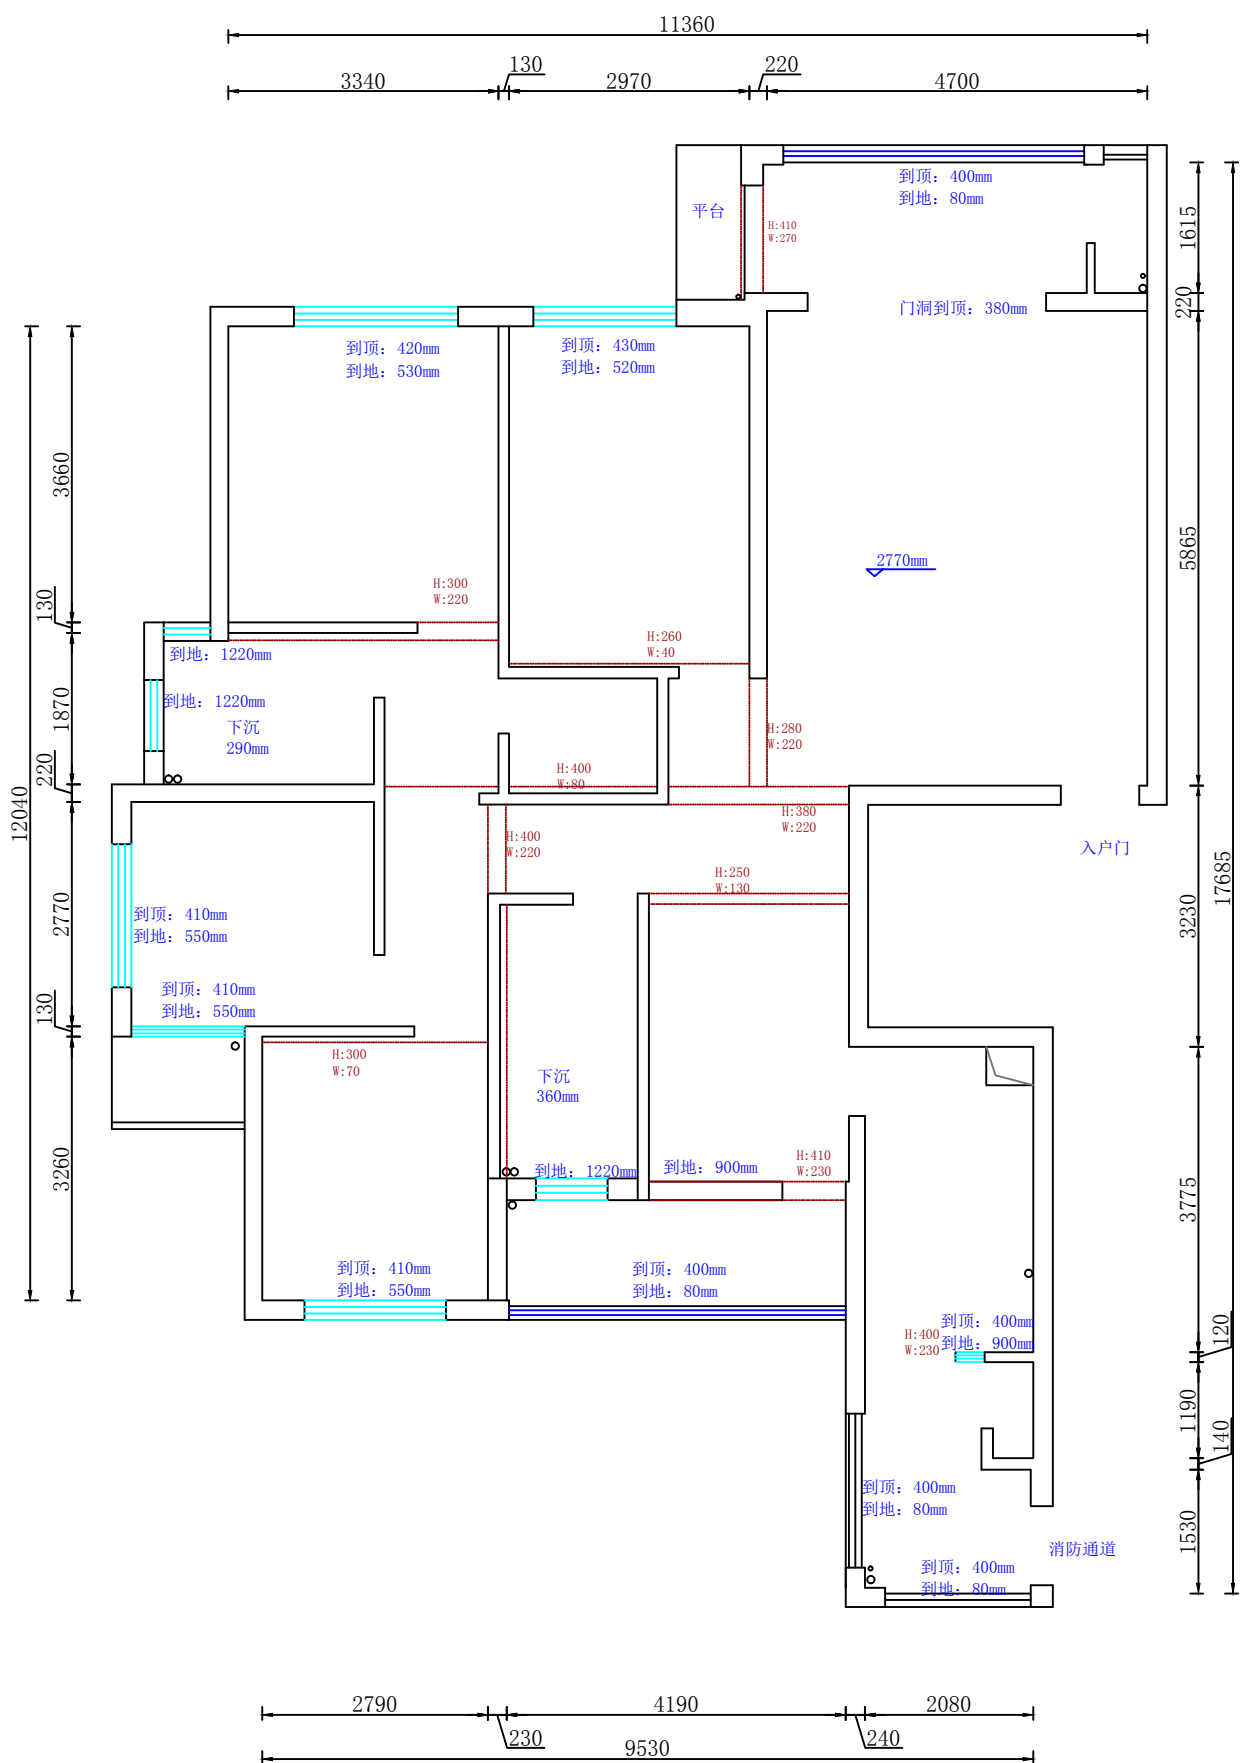 11360
130
220
3340
2970
4700
到顶: 400mm
到地: 80mm
平台
H:410
W:270
1615
门洞到顶: 380mm
220
到顶: 420mm
到地: 530mm
到顶: 430mm
到地: 520mm
3660
5865
2770mm
H:300
W:220
130
H:260
W:40
到地: 1220mm
到地: 1220mm
1870
下沉
290mm
H:280
W:220
220
H:400
W:80
12040
H:380
W:220
H:400
W:220
入户门
17685
H:250
W:130
2770
到顶: 410mm
到地: 550mm
3230
到顶: 410mm
到地: 550mm
130
H:300
W:70
下沉
360mm
3260
到地: 1220mm
到地: 900mm
H:410
W:230
3775
到顶: 410mm
到地: 550mm
到顶: 400mm
到地: 80mm
到顶: 400mm
到地: 900mm
H:400
W:230
120
1190
140
到顶: 400mm
到地: 80mm
1530
消防通道
到顶: 400mm
到地: 80mm
2790
4190
2080
230
240
9530